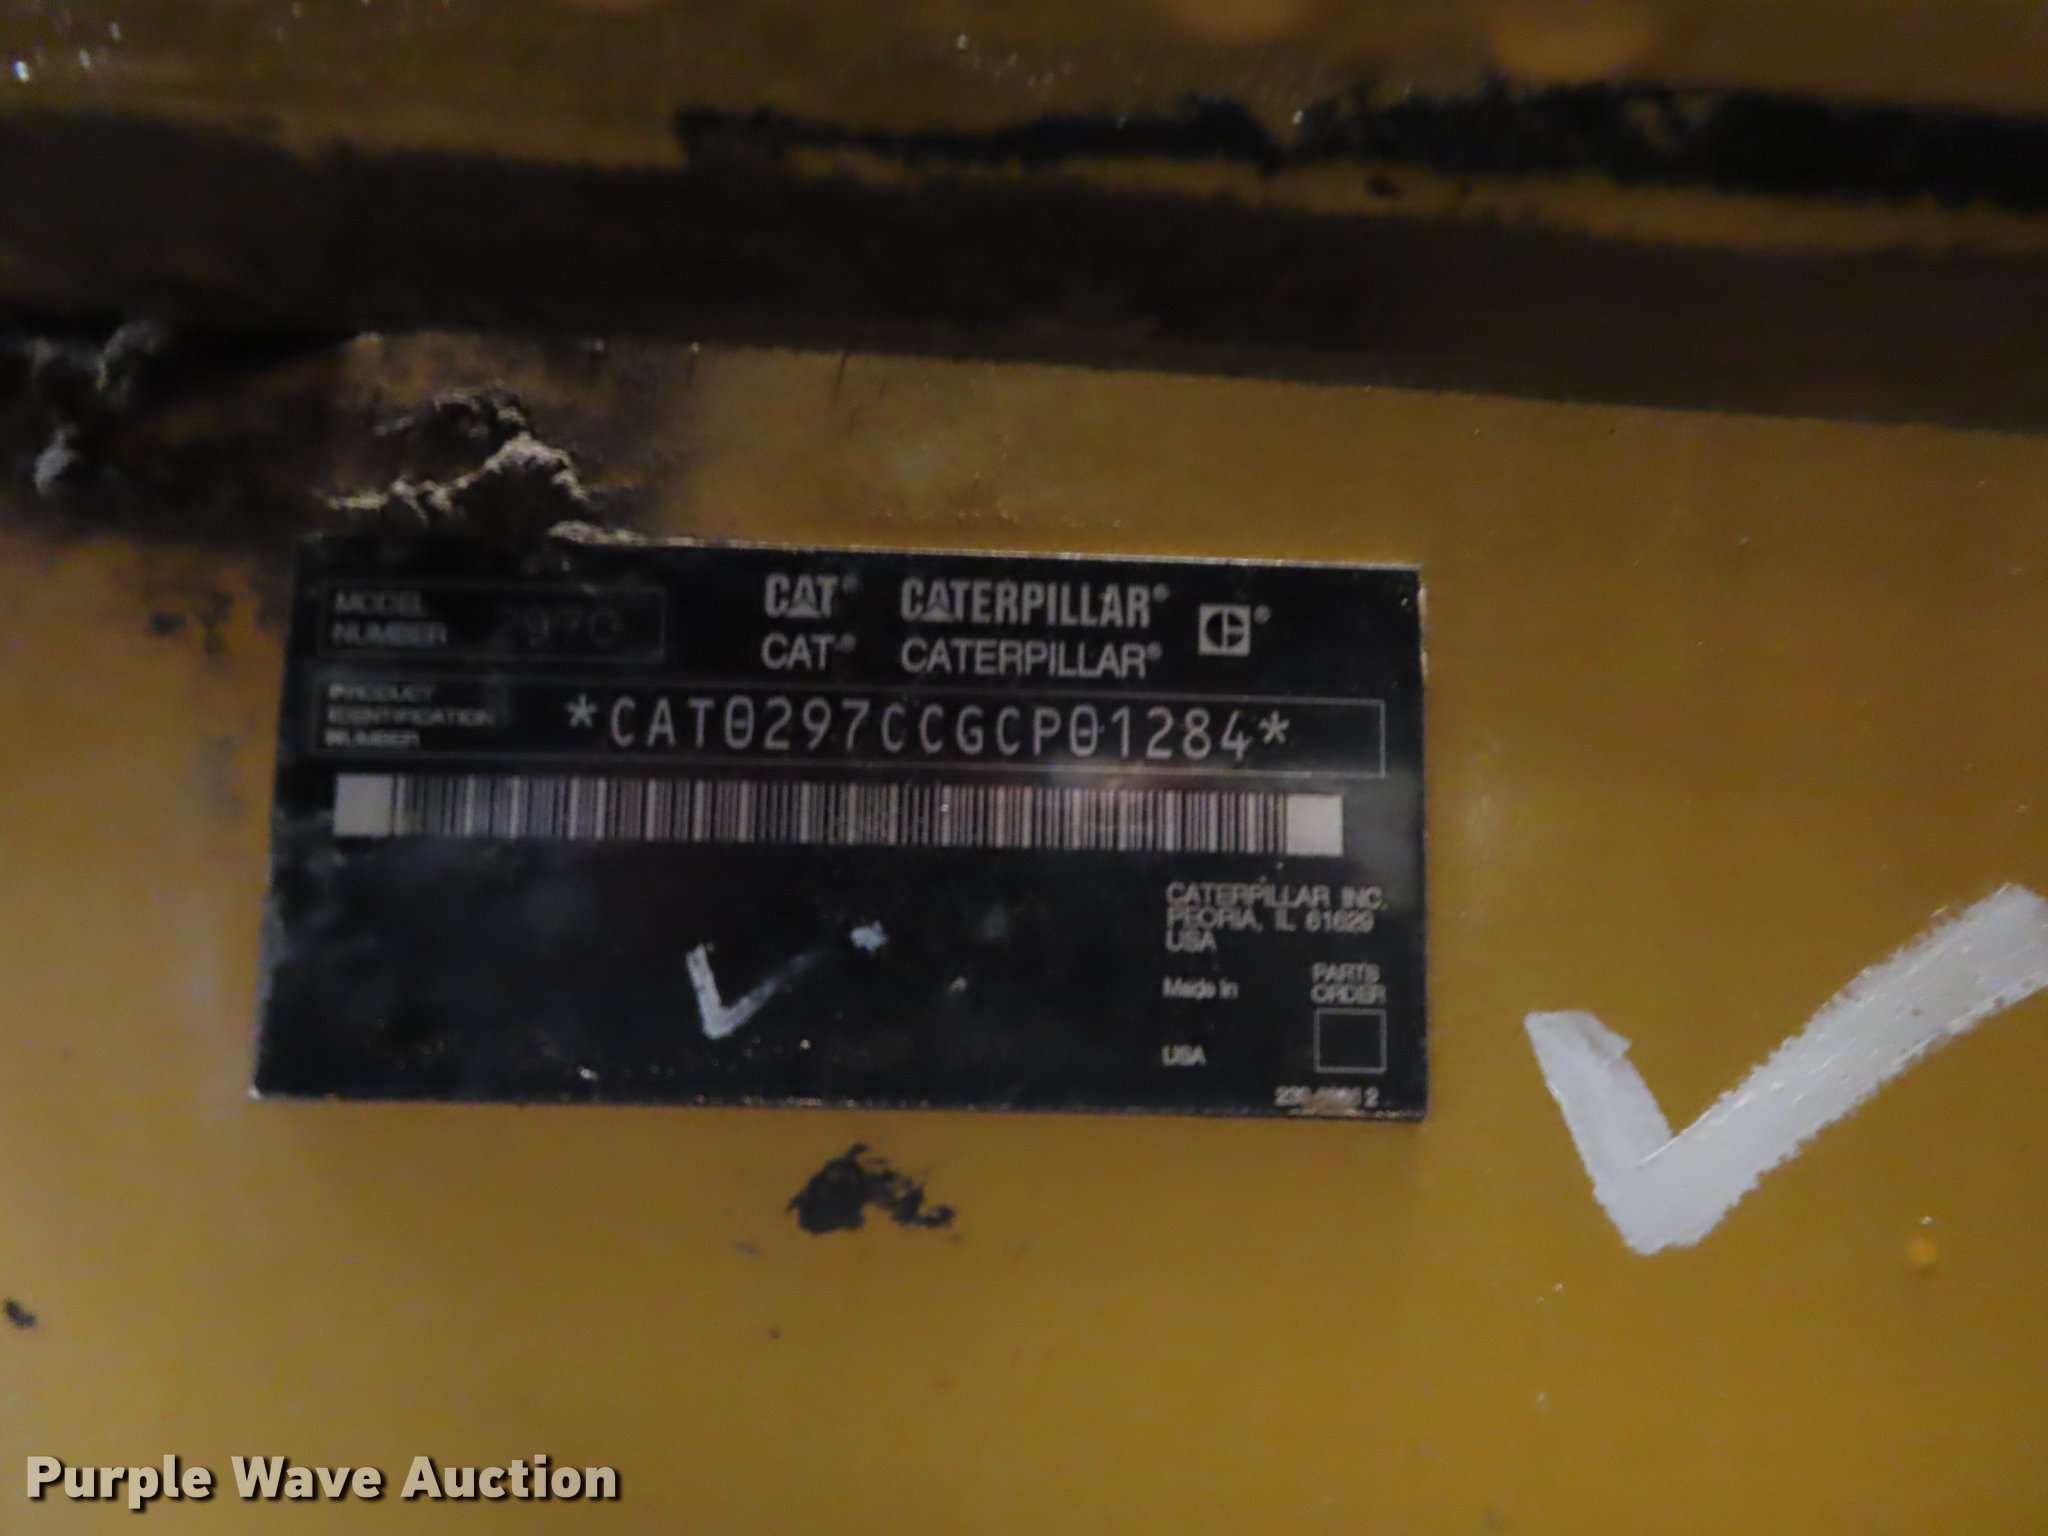 MODEL
NUMBER 297C
CAT® CATERPILLAR®
CAT® CATERPILLAR® ®
PRODUCT
IDENTIFICATION
NUMBER
*CAT0297CCGCP01284*
CATERPILLAR INC.
PEORIA, IL 61629
USA
Made in
PARTS
ORDER
USA
Purple Wave Auction